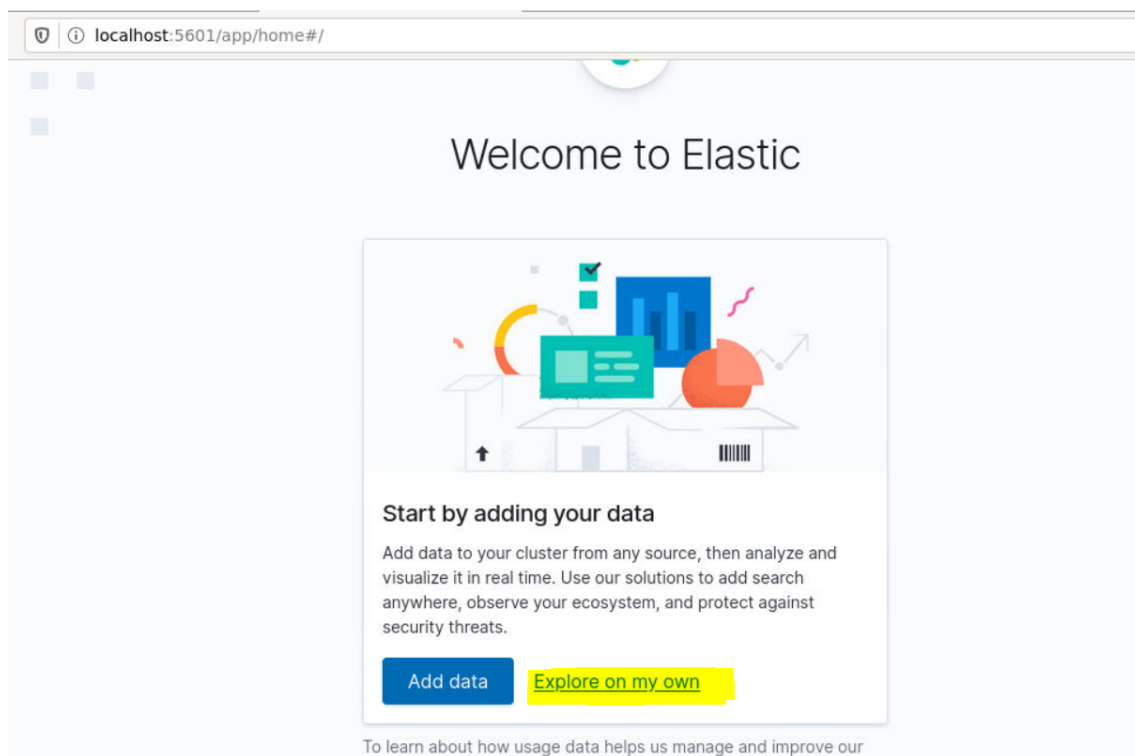 localhost:5601/app/home#/
Welcome to Elastic
Start by adding your data
Add data to your cluster from any source, then analyze and
visualize it in real time. Use our solutions to add search
anywhere, observe your ecosystem, and protect against
security threats.
Add data Explore on my own
To learn about how usage data helps us manage and improve our